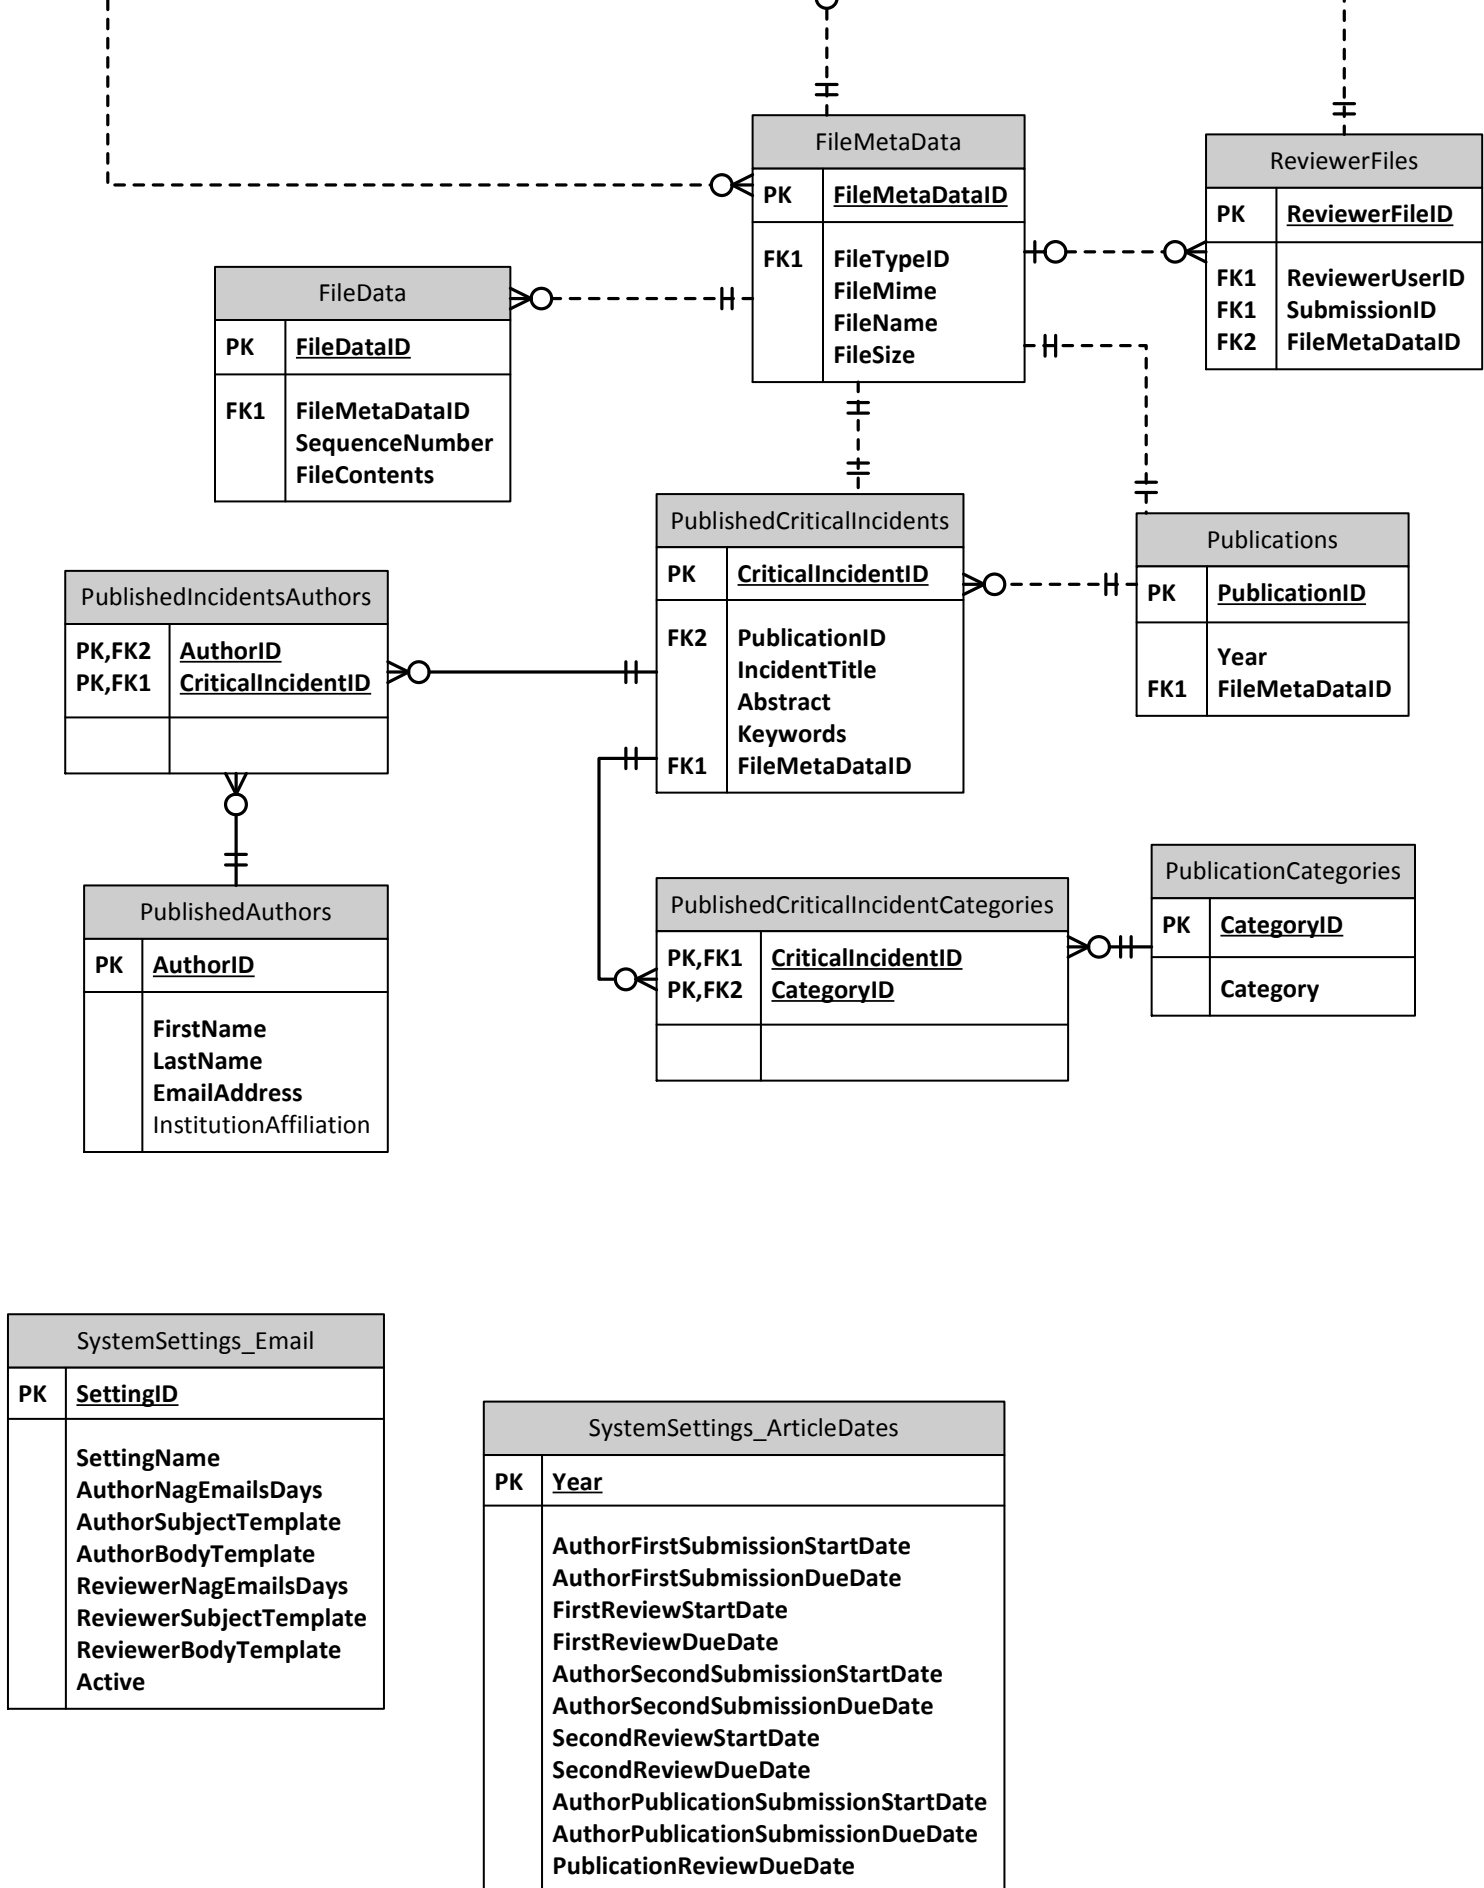 FileMetaData
PK FileMetaDataID
FK1 FileTypeID
FileMime
FileName
FileSize
ReviewerFiles
PK ReviewerFileID
FK1 ReviewerUserID
FK1 SubmissionID
FK2 FileMetaDataID
FileData
PK FileDataID
FK1 FileMetaDataID
SequenceNumber
FileContents
PublishedCriticalIncidents
PK CriticalIncidentID
FK2 PublicationID
IncidentTitle
Abstract
Keywords
FK1 FileMetaDataID
Publications
PK PublicationID
Year
FK1 FileMetaDataID
PublishedIncidentsAuthors
PK,FK2 AuthorID
PK,FK1 CriticalIncidentID
PublishedAuthors
PK AuthorID
FirstName
LastName
EmailAddress
InstitutionAffiliation
PublishedCriticalIncidentCategories
PK,FK1 CriticalIncidentID
PK,FK2 CategoryID
PublicationCategories
PK CategoryID
Category
SystemSettings_Email
PK SettingID
SettingName
AuthorNagEmailsDays
AuthorSubjectTemplate
AuthorBodyTemplate
ReviewerNagEmailsDays
ReviewerSubjectTemplate
ReviewerBodyTemplate
Active
SystemSettings_ArticleDates
PK Year
AuthorFirstSubmissionStartDate
AuthorFirstSubmissionDueDate
FirstReviewStartDate
FirstReviewDueDate
AuthorSecondSubmissionStartDate
AuthorSecondSubmissionDueDate
SecondReviewStartDate
SecondReviewDueDate
AuthorPublicationSubmissionStartDate
AuthorPublicationSubmissionDueDate
PublicationReviewDueDate